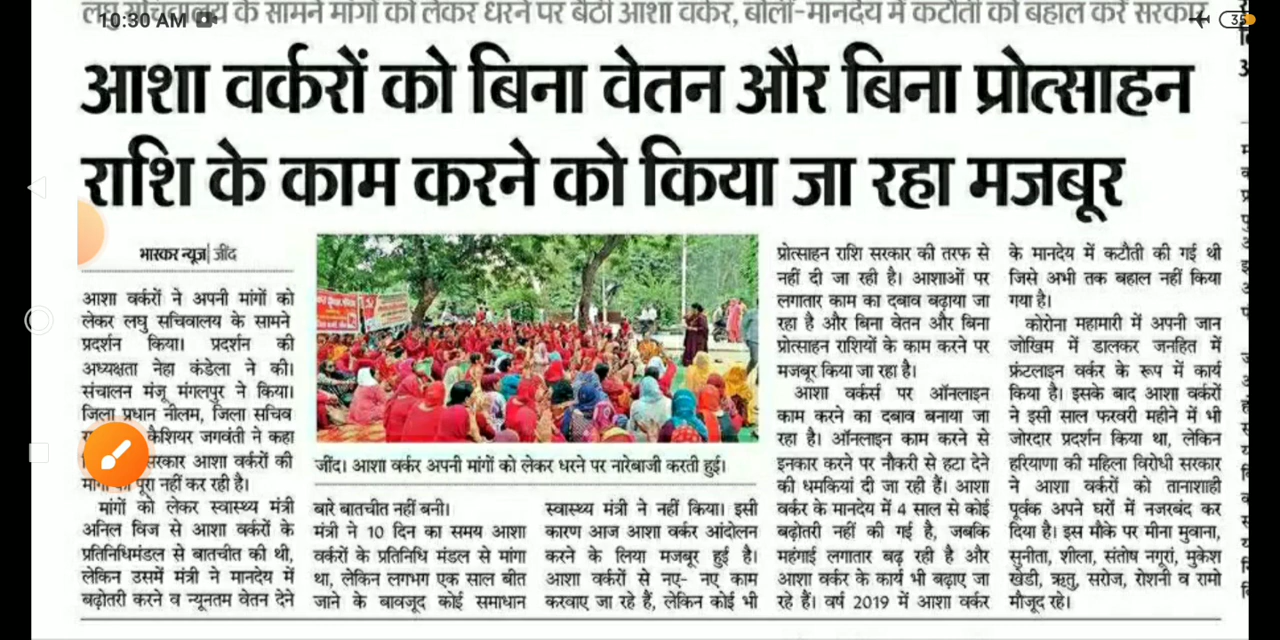 लघु सचिवालय के सामने मांगों को लेकर धरने पर बैठी आशा वर्कर, बोलीं-मानदेय में कटौती को बहाल करें सरकार
10:30 AM
35
आशा वर्करों को बिना वेतन और बिना प्रोत्साहन
राशि के काम करने को किया जा रहा मजबूर
भास्कर न्यूज | जींद
आशा वर्करों ने अपनी मांगों को
लेकर लघु सचिवालय के सामने
प्रदर्शन किया। प्रदर्शन की
अध्यक्षता नेहा कंडेला ने की।
संचालन मंजू मंगलपुर ने किया।
जिला प्रधान नीलम, जिला सचिव
कैशियर जगवंती ने कहा
सरकार आशा वर्करों की
पूरा नहीं कर रही है।
मांगों को लेकर स्वास्थ्य मंत्री
अनिल विज से आशा वर्करों के
प्रतिनिधिमंडल से बातचीत की थी,
लेकिन उसमें मंत्री ने मानदेय में
बढ़ोतरी करने व न्यूनतम वेतन देने
जींद। आशा वर्कर अपनी मांगों को लेकर धरने पर नारेबाजी करती हुई।
बारे बातचीत नहीं बनी।
मंत्री ने 10 दिन का समय आशा
वर्करों के प्रतिनिधि मंडल से मांगा
था, लेकिन लगभग एक साल बीत
जाने के बावजूद कोई समाधान
स्वास्थ्य मंत्री ने नहीं किया। इसी
कारण आज आशा वर्कर आंदोलन
करने के लिया मजबूर हुई है।
आशा वर्करों से नए- नए काम
करवाए जा रहे हैं, लेकिन कोई भी
प्रोत्साहन राशि सरकार की तरफ से
नहीं दी जा रही है। आशाओं पर
लगातार काम का दबाव बढ़ाया जा
रहा है और बिना वेतन और बिना
प्रोत्साहन राशियों के काम करने पर
मजबूर किया जा रहा है।
आशा वर्कर्स पर ऑनलाइन
काम करने का दबाव बनाया जा
रहा है। ऑनलाइन काम करने से
इनकार करने पर नौकरी से हटा देने
की धमकियां दी जा रही हैं। आशा
वर्कर के मानदेय में 4 साल से कोई
बढ़ोतरी नहीं की गई है, जबकि
महंगाई लगातार बढ़ रही है और
आशा वर्कर के कार्य भी बढ़ाए जा
रहे हैं। वर्ष 2019 में आशा वर्कर
के मानदेय में कटौती की गई थी
जिसे अभी तक बहाल नहीं किया
गया है।
कोरोना महामारी में अपनी जान
जोखिम में डालकर जनहित में
फ्रंटलाइन वर्कर के रूप में कार्य
किया है। इसके बाद आशा वर्करों
ने इसी साल फरवरी महीने में भी
जोरदार प्रदर्शन किया था, लेकिन
हरियाणा की महिला विरोधी सरकार
ने आशा वर्करों को तानाशाही
पूर्वक अपने घरों में नजरबंद कर
दिया है। इस मौके पर मीना मुवाना,
सुनीता, शीला, संतोष नगूरां, मुकेश
खेडी, ऋतु, सरोज, रोशनी व रामो
मौजूद रहे।